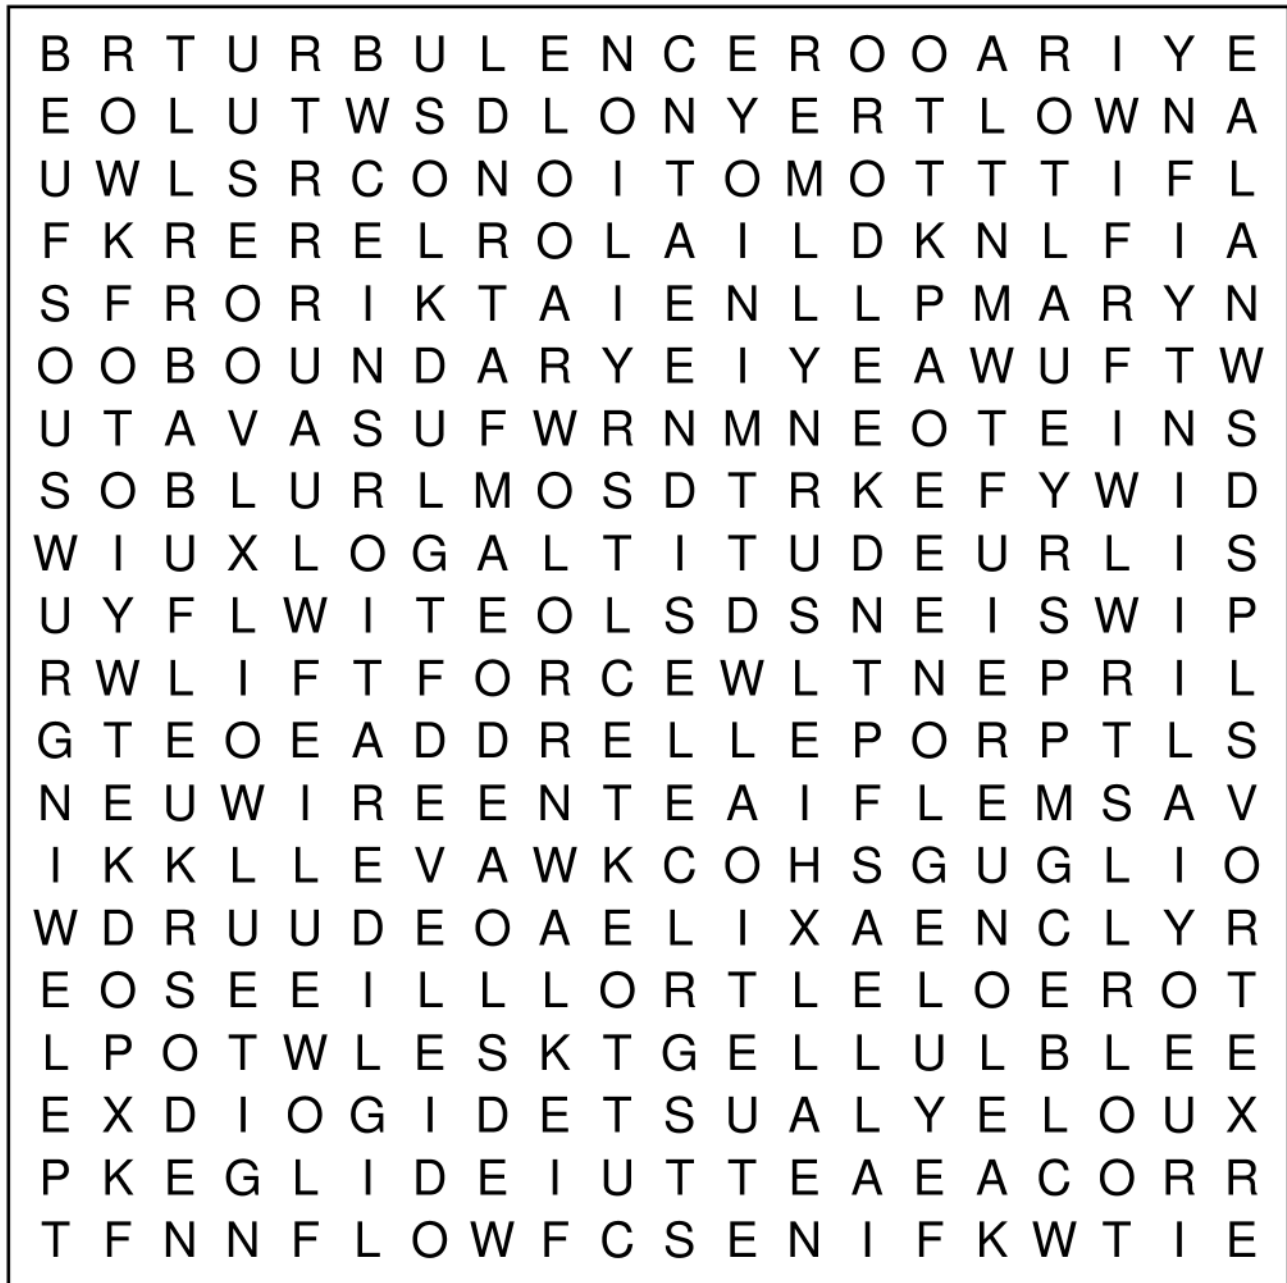 B R T U R B U L E N C E R O O A R I Y E
E O L U T W S D L O N Y E R T L O W N A
U W L S R C O N O I T O M O T T T I F L
F K R E R E L R O L A I L D K N L F I A
S F R O R I K T A I E N L L P M A R Y N
O O B O U N D A R Y E I Y E A W U F T W
U T A V A S U F W R N M N E O T E I N S
S O B L U R L M O S D T R K E F Y W I D
W I U X L O G A L T I T U D E U R L I S
U Y F L W I T E O L S D S N E I S W I P
R W L I F T F O R C E W L T N E P R I L
G T E O E A D D R E L L E P O R P T L S
N E U W I R E E N T E A I F L E M S A V
I K K L L E V A W K C O H S G U G L I O
W D R U U D E O A E L I X A E N C L Y R
E O S E E I L L L O R T L E L O E R O T
L P O T W L E S K T G E L L U L B L E E
E X D I O G I D E T S U A L Y E L O U X
P K E G L I D E I U T T E A E A C O R R
T F N N F L O W F C S E N I F K W T I E